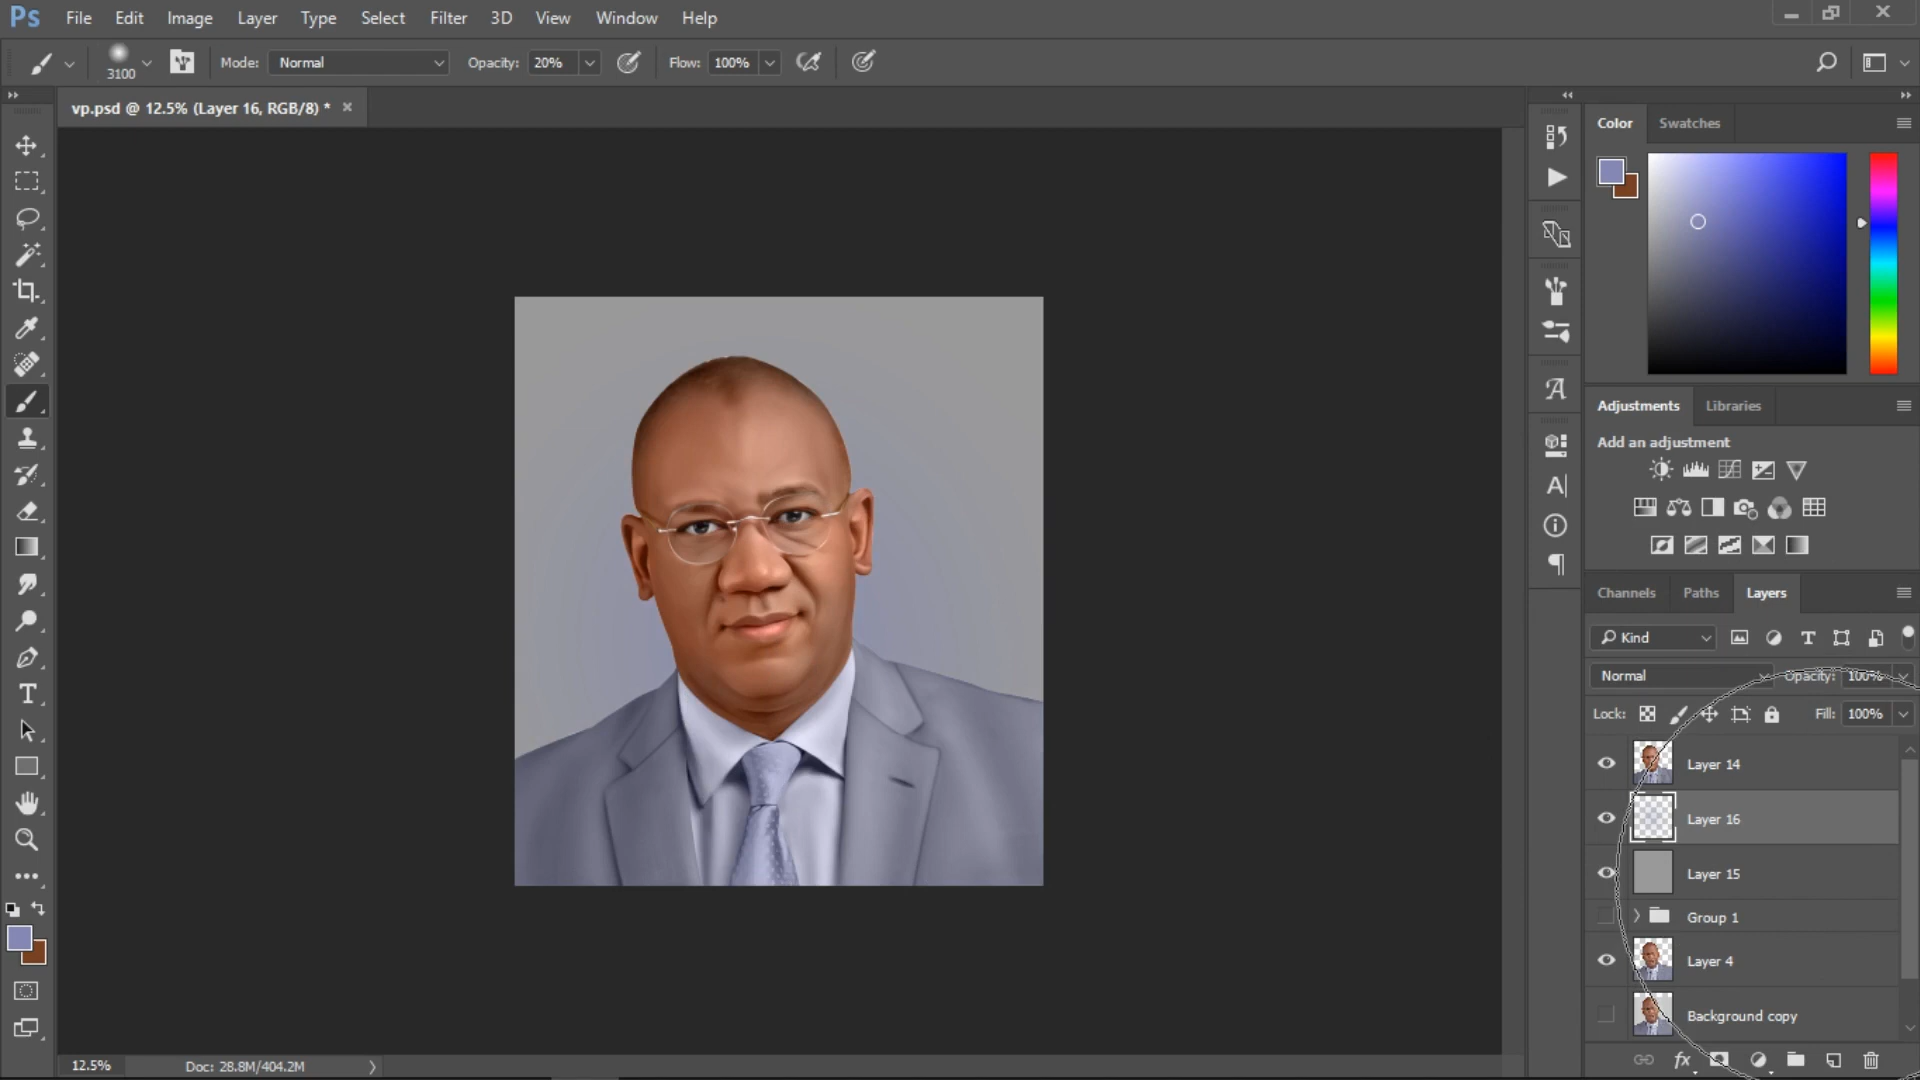 Ps File Edit Image Layer Type Select Filter 3D View Window Help
3100 Mode: Normal Opacity: 20% Flow: 100%
vp.psd @ 12.5% (Layer 16, RGB/8) *
Color Swatches
Adjustments Libraries
Add an adjustment
Channels Paths Layers
Kind
Normal Opacity: 100%
Lock: Fill: 100%
Layer 14
Layer 16
Layer 15
Group 1
Layer 4
Background copy
fx
12.5% Doc: 28.8M/404.2M